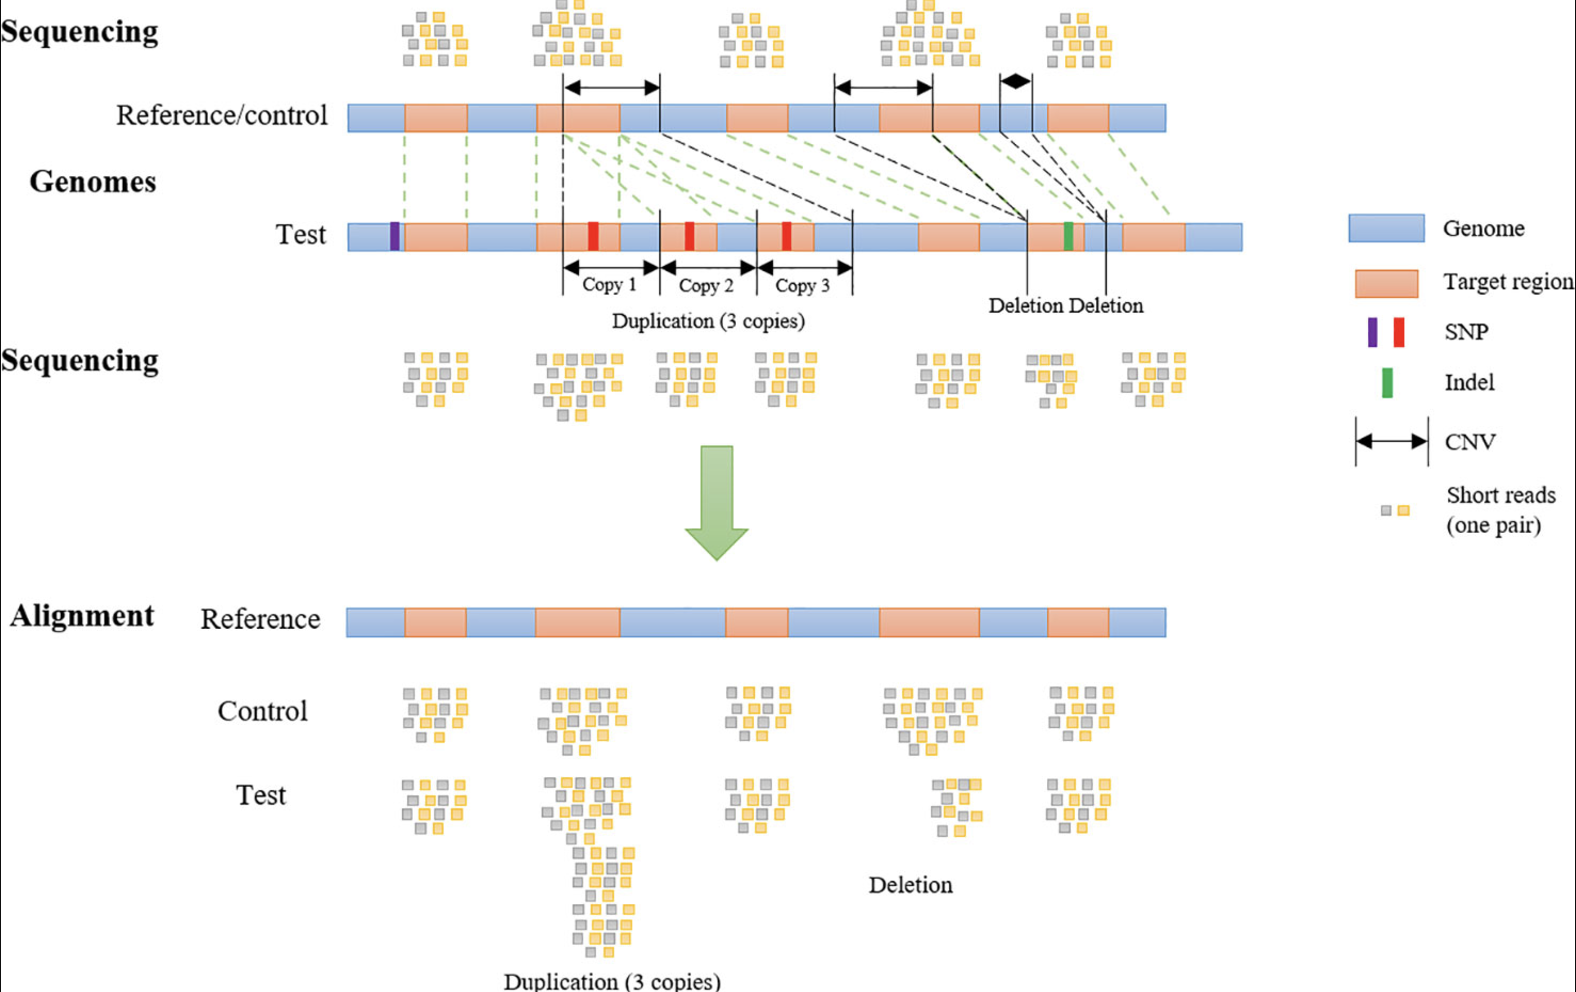 Sequencing
Reference/control
Genomes
Test
Copy 1
Copy 2
Copy 3
Deletion Deletion
Duplication (3 copies)
Sequencing
Genome
Target region
SNP
Indel
CNV
Short reads
(one pair)
Alignment
Reference
Control
Test
Deletion
Duplication (3 copies)